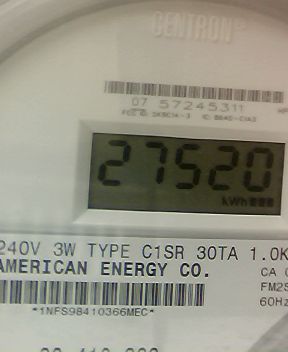 CENTRON
07 57245311
27520
kWh
240V 3W TYPE C1SR 30TA 1.0K
AMERICAN ENERGY CO.
CA
FM2S
60Hz
*1NFS98410366MEC*